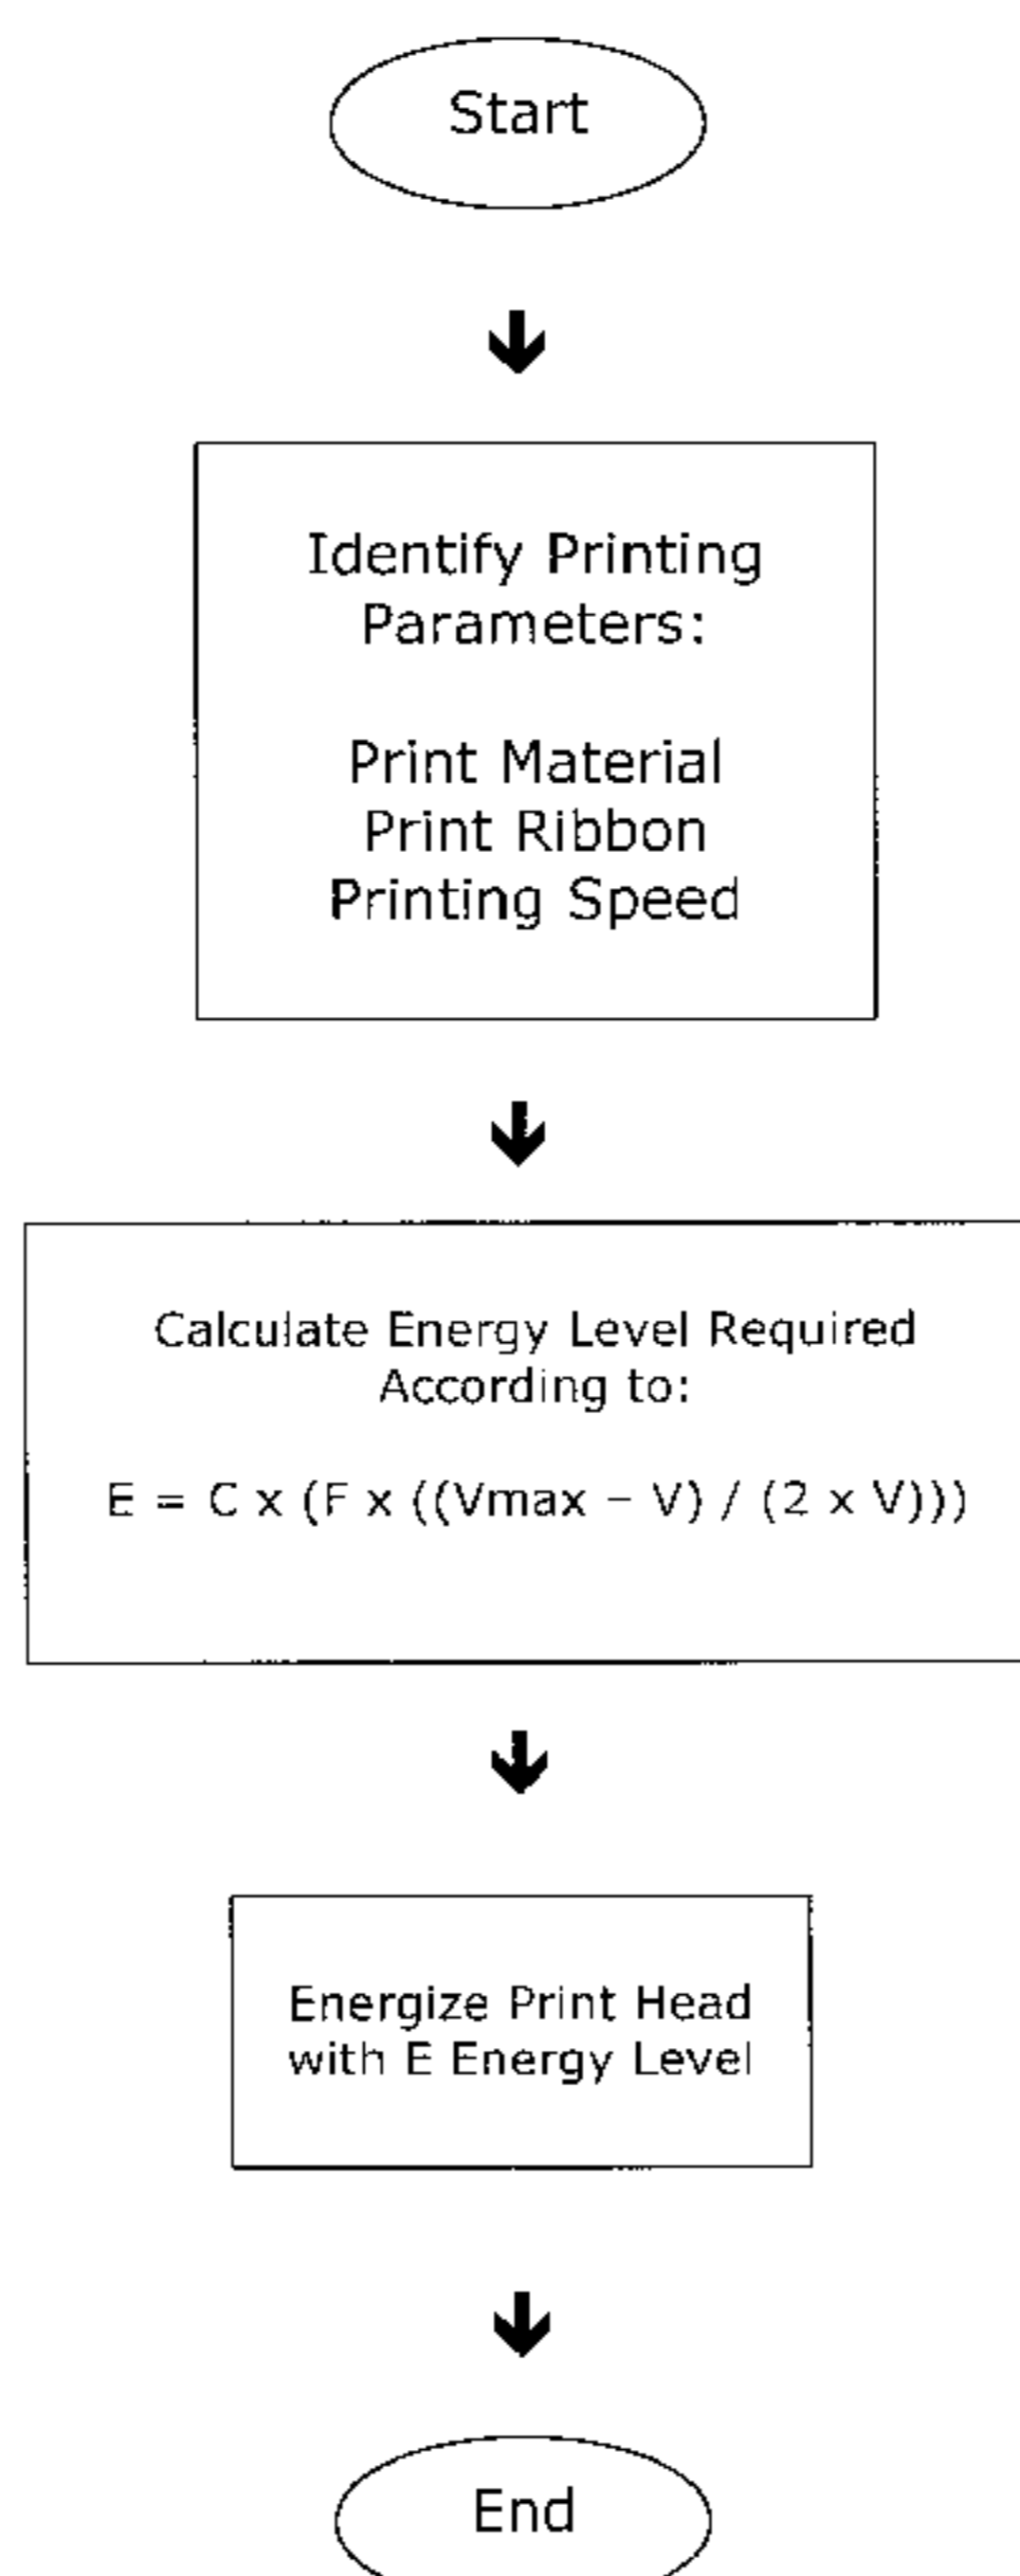 Start
Identify Printing
Parameters:
Print Material
Print Ribbon
Printing Speed
Calculate Energy Level Required
According to:
E = C x (F x ((Vmax – V) / (2 x V)))
Energize Print Head
with E Energy Level
End